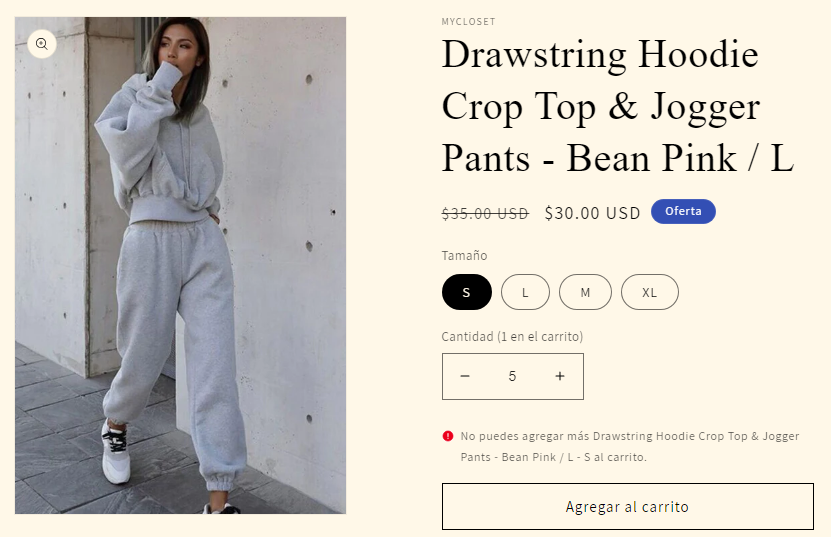 MYCLOSET
Drawstring Hoodie
Crop Top & Jogger
Pants - Bean Pink / L
$35.00 USD $30.00 USD Oferta
Tamaño
S L M XL
Cantidad (1 en el carrito)
− 5 +
No puedes agregar más Drawstring Hoodie Crop Top & Jogger
Pants - Bean Pink / L - S al carrito.
Agregar al carrito